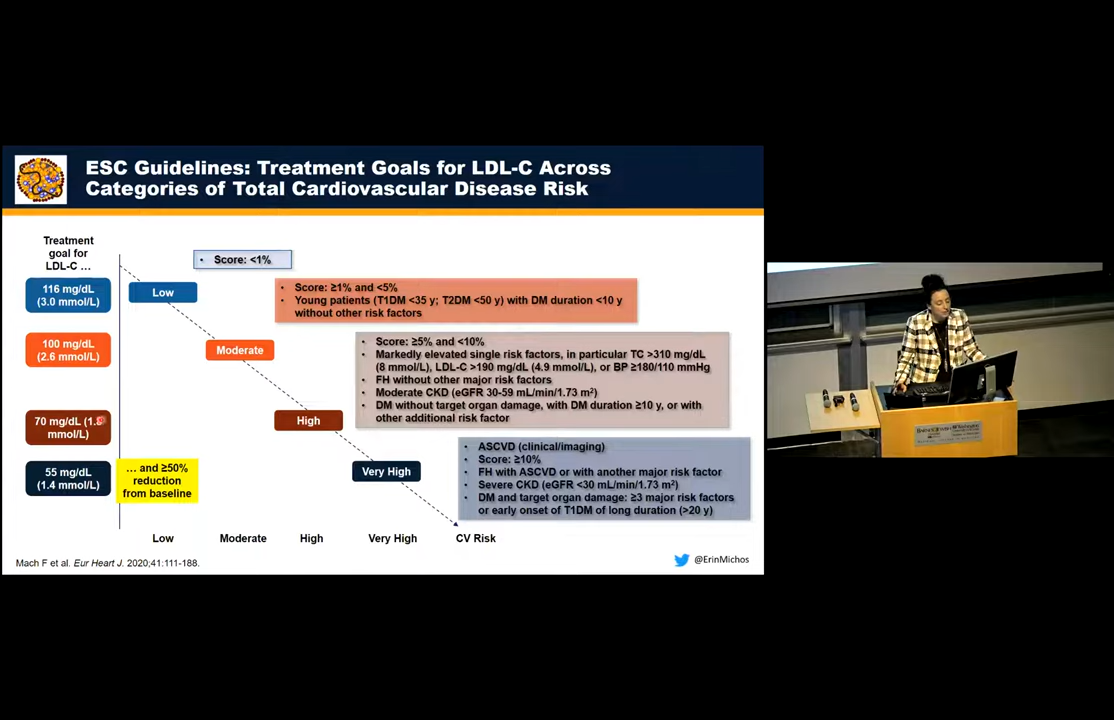 ESC Guidelines: Treatment Goals for LDL-C Across
Categories of Total Cardiovascular Disease Risk
Treatment
goal for
LDL-C ...
116 mg/dL
(3.0 mmol/L)
100 mg/dL
(2.6 mmol/L)
70 mg/dL (1.8
mmol/L)
55 mg/dL
(1.4 mmol/L)
... and ≥50%
reduction
from baseline
Low
Moderate
High
Very High
• Score: <1%
• Score: ≥1% and <5%
• Young patients (T1DM <35 y; T2DM <50 y) with DM duration <10 y
without other risk factors
• Score: ≥5% and <10%
• Markedly elevated single risk factors, in particular TC >310 mg/dL
(8 mmol/L), LDL-C >190 mg/dL (4.9 mmol/L), or BP ≥180/110 mmHg
• FH without other major risk factors
• Moderate CKD (eGFR 30-59 mL/min/1.73 m²)
• DM without target organ damage, with DM duration ≥10 y, or with
other additional risk factor
• ASCVD (clinical/imaging)
• Score: ≥10%
• FH with ASCVD or with another major risk factor
• Severe CKD (eGFR <30 mL/min/1.73 m²)
• DM and target organ damage: ≥3 major risk factors
or early onset of T1DM of long duration (>20 y)
Low Moderate High Very High CV Risk
Mach F et al. Eur Heart J. 2020;41:111-188.
@ErinMichos